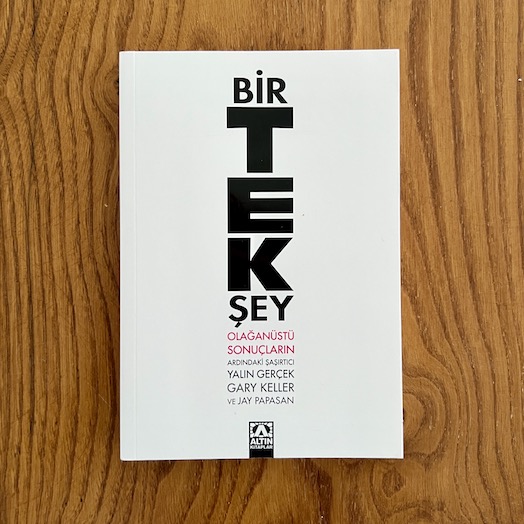 BİR
TEK
ŞEY
OLAĞANÜSTÜ
SONUÇLARIN
ARDINDAKİ ŞAŞIRTICI
YALIN GERÇEK
GARY KELLER
VE JAY PAPASAN
ALTIN
KİTAPLAR